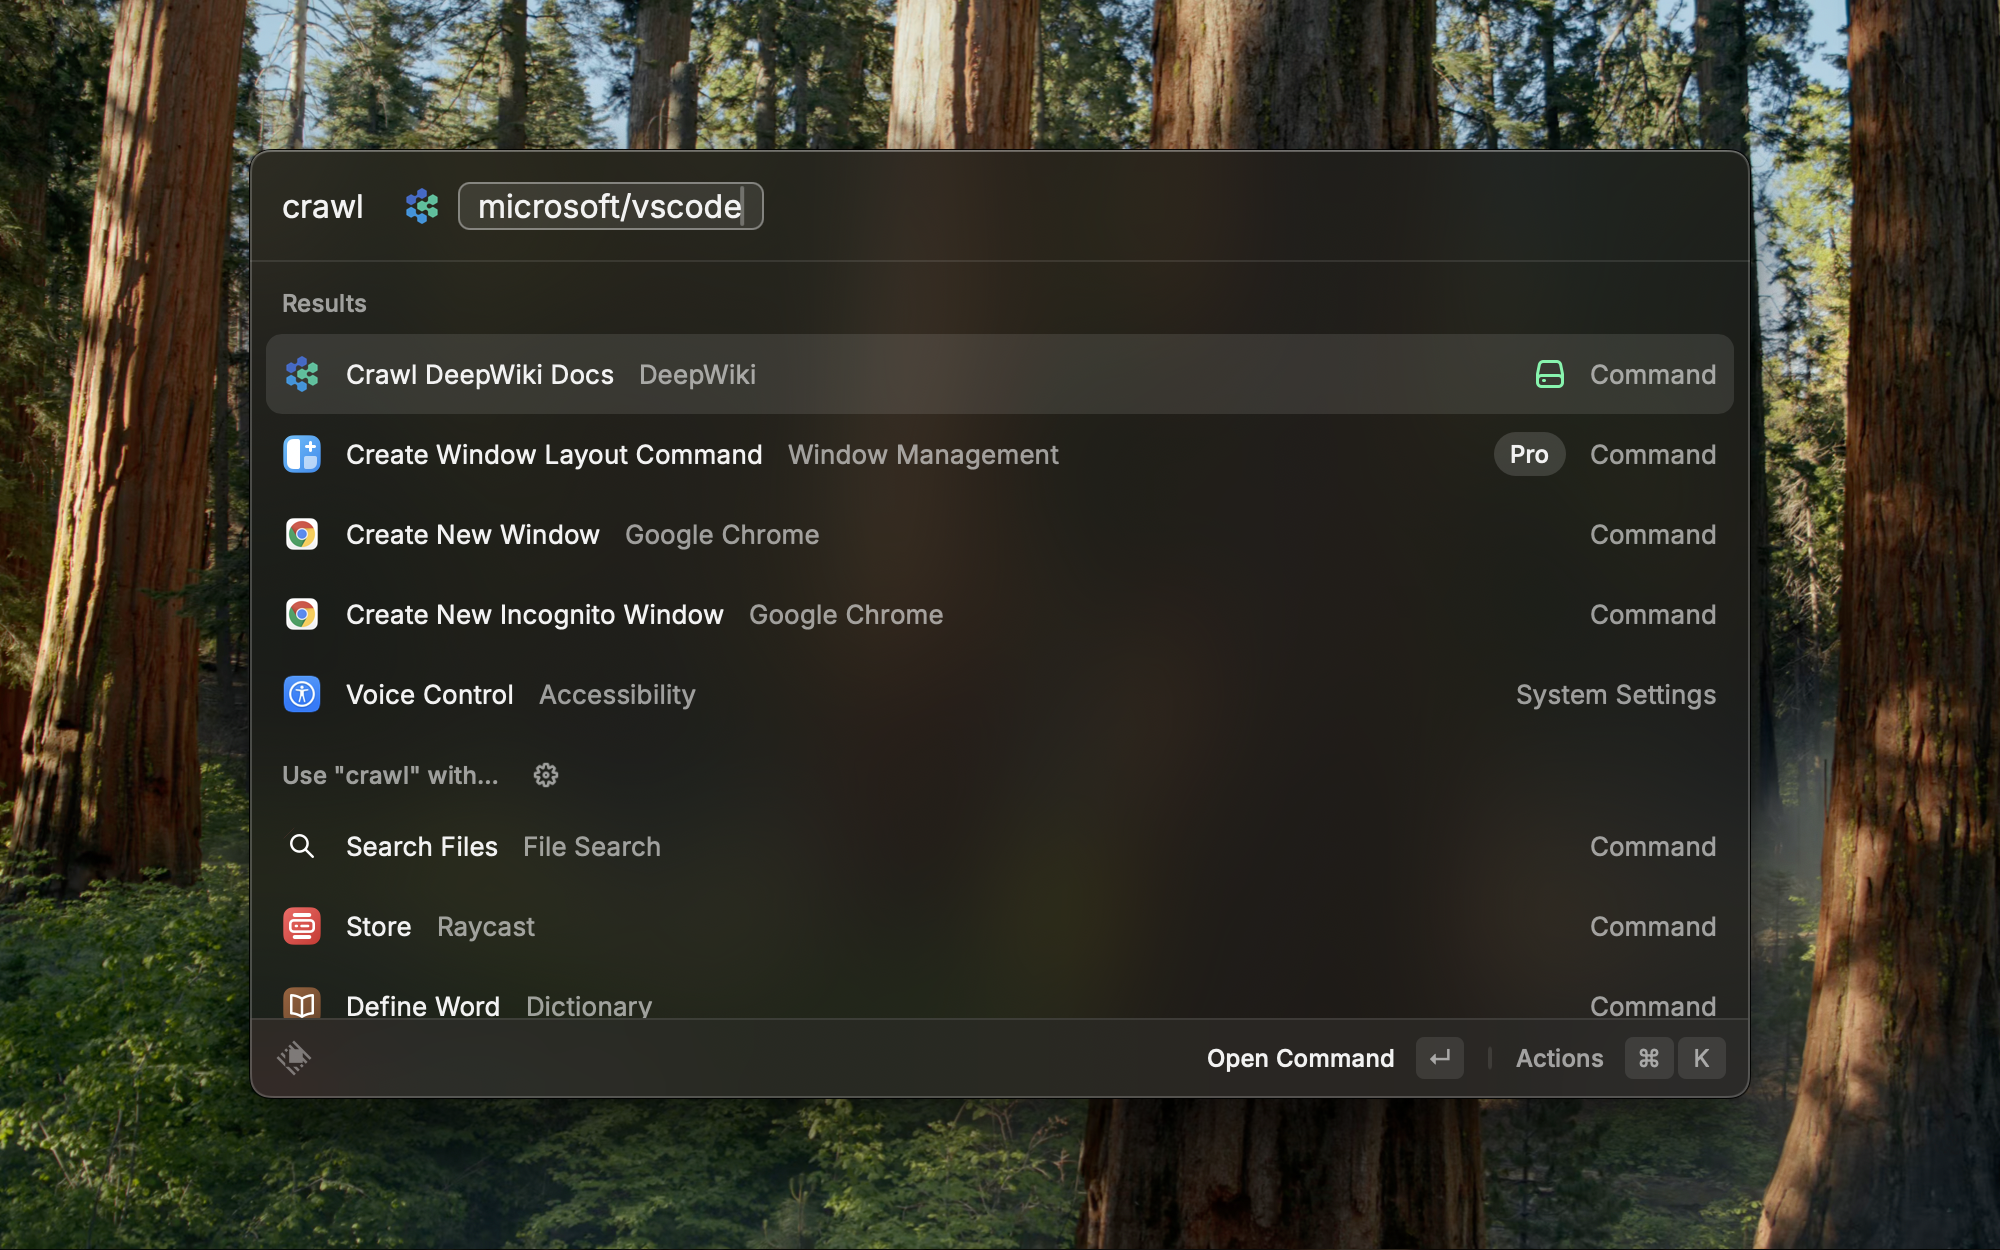 crawl microsoft/vscode
Results
Crawl DeepWiki Docs DeepWiki Command
Create Window Layout Command Window Management Pro Command
Create New Window Google Chrome Command
Create New Incognito Window Google Chrome Command
Voice Control Accessibility System Settings
Use "crawl" with...
Search Files File Search Command
Store Raycast Command
Define Word Dictionary Command
Open Command ↵ Actions ⌘ K